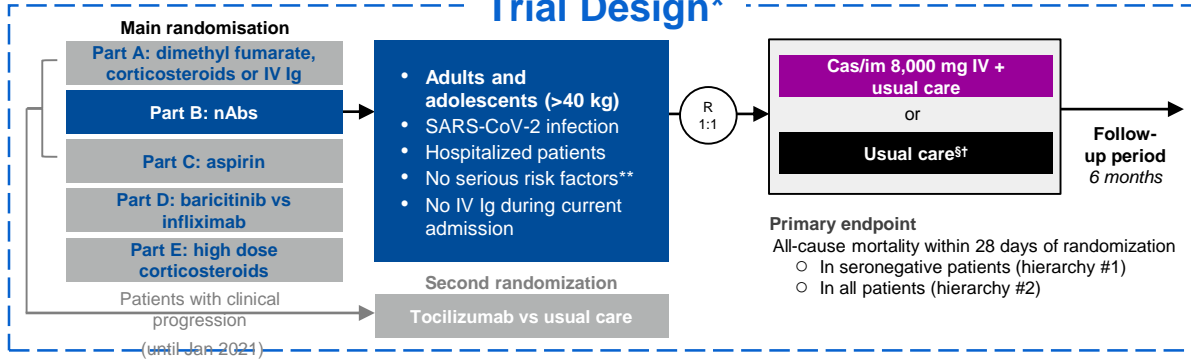 Trial Design*
Main randomisation
Part A: dimethyl fumarate,
corticosteroids or IV Ig
Part B: nAbs
Part C: aspirin
Part D: baricitinib vs
infliximab
Part E: high dose
corticosteroids
Patients with clinical
progression
(until Jan 2021)
• Adults and
adolescents (>40 kg)
• SARS-CoV-2 infection
• Hospitalized patients
• No serious risk factors**
• No IV Ig during current
admission
Second randomization
Tocilizumab vs usual care
R
1:1
Cas/im 8,000 mg IV +
usual care
or
Usual care§†
Follow-
up period
6 months
Primary endpoint
All-cause mortality within 28 days of randomization
○ In seronegative patients (hierarchy #1)
○ In all patients (hierarchy #2)